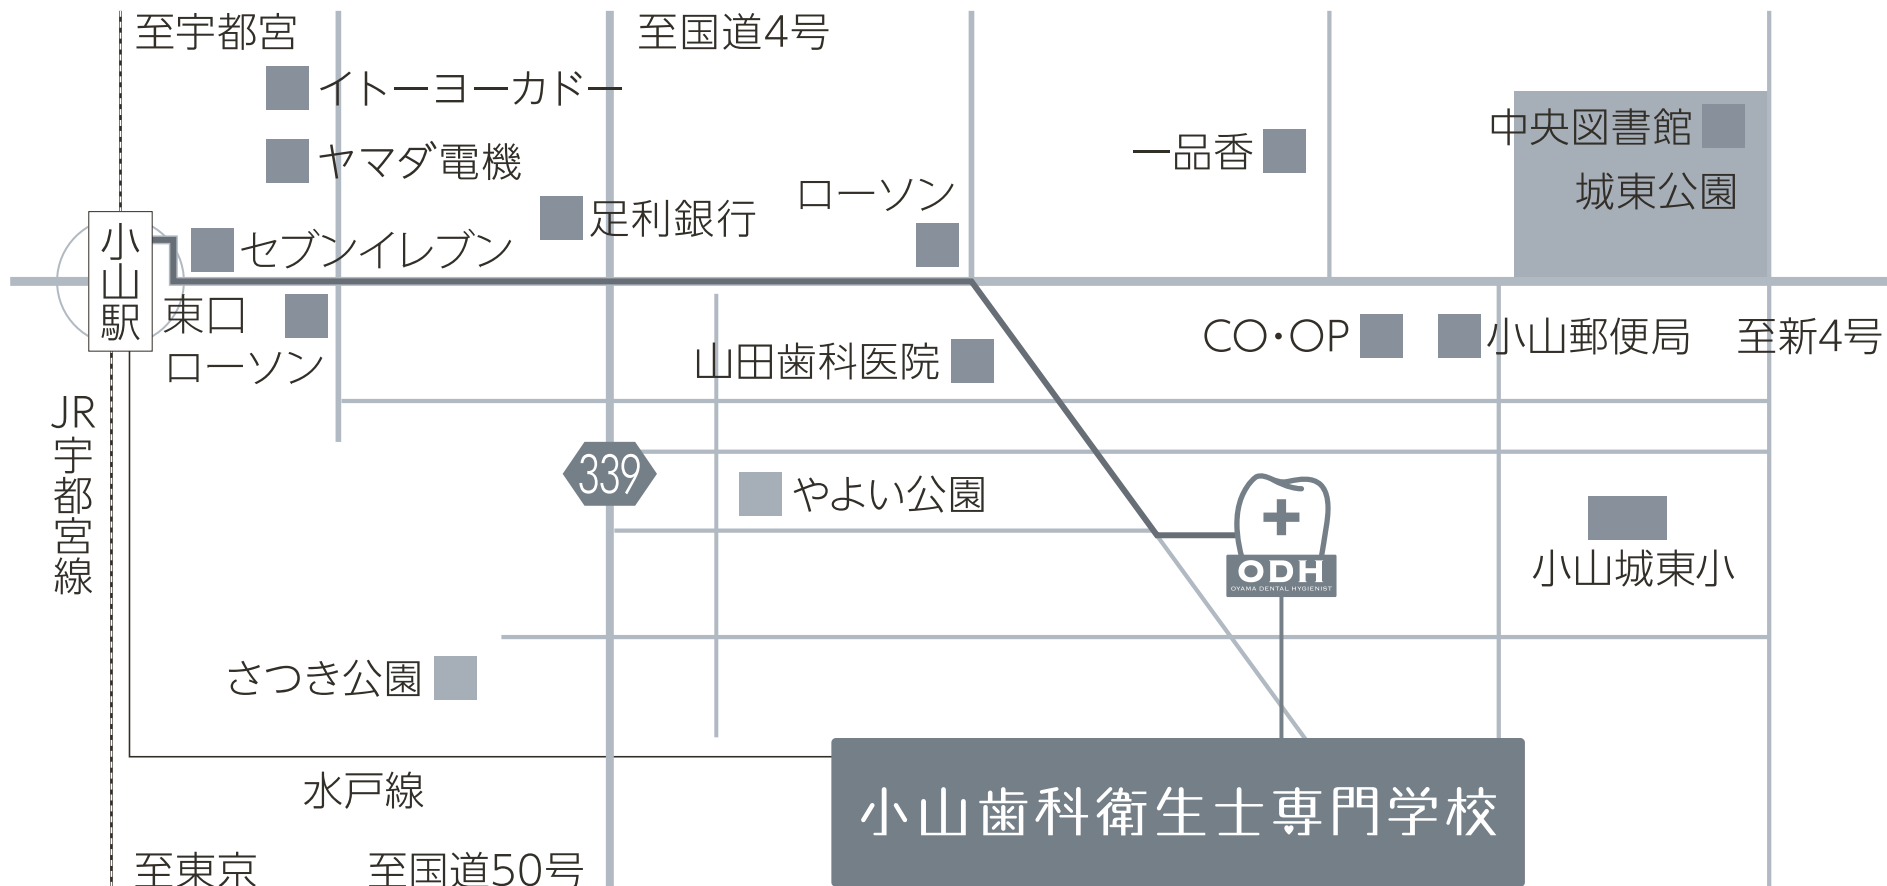 至宇都宮
至国道4号
イトーヨーカドー
ヤマダ電機
一品香
中央図書館
城東公園
足利銀行
ローソン
セブンイレブン
小山駅
東口
ローソン
山田歯科医院
CO・OP
小山郵便局
至新4号
JR宇都宮線
339
やよい公園
ODH
OYAMA DENTAL HYGIENIST
小山城東小
さつき公園
水戸線
小山歯科衛生士専門学校
至東京
至国道50号